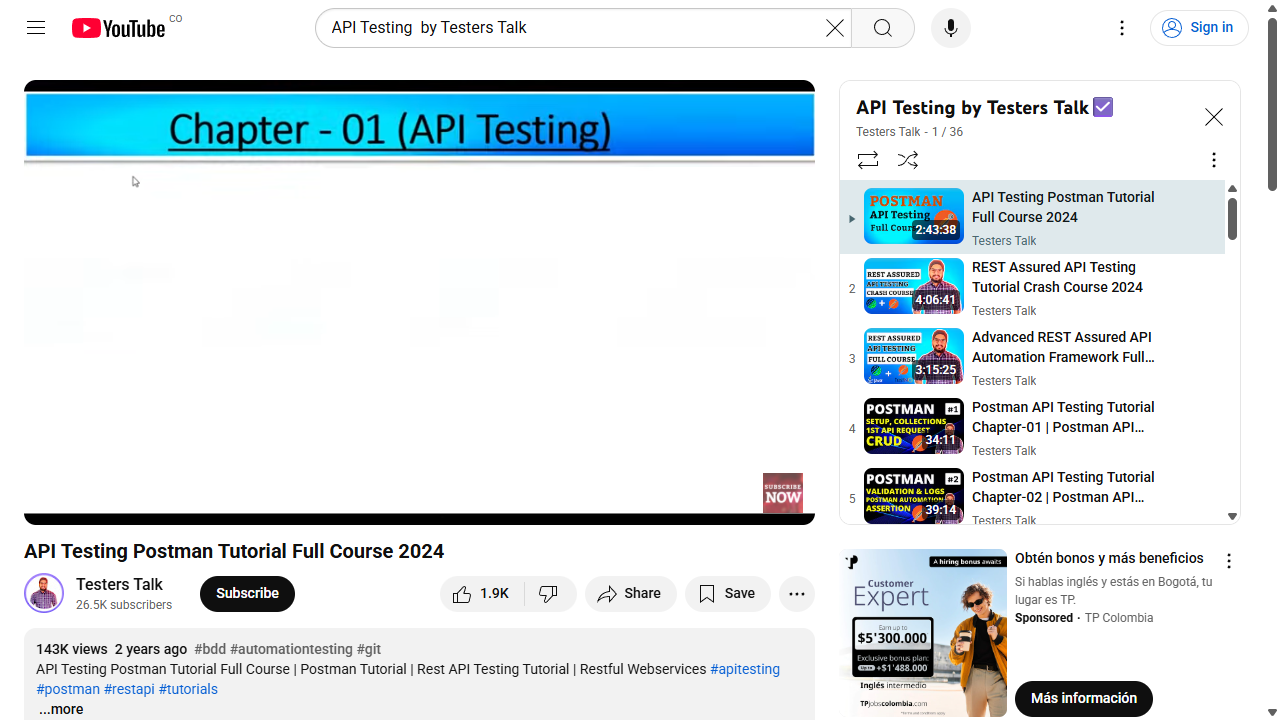 YouTube CO
API Testing  by Testers Talk
Sign in
Chapter - 01 (API Testing)
SUBSCRIBE
NOW
API Testing by Testers Talk ✅
Testers Talk - 1 / 36
POSTMAN
API Testing
2:43:38
API Testing Postman Tutorial
Full Course 2024
Testers Talk
2
REST ASSURED
API TESTING
CRASH COURSE
4:06:41
REST Assured API Testing
Tutorial Crash Course 2024
Testers Talk
3
REST ASSURED
API TESTING
FULL COURSE
3:15:25
Advanced REST Assured API
Automation Framework Full…
Testers Talk
4
POSTMAN #1
SETUP, COLLECTIONS
1ST API REQUEST
CRUD
34:11
Postman API Testing Tutorial
Chapter-01 | Postman API…
Testers Talk
5
POSTMAN #2
VALIDATION & LOGS
POSTMAN AUTOMATION
ASSERTION
39:14
Postman API Testing Tutorial
Chapter-02 | Postman API…
Testers Talk
API Testing Postman Tutorial Full Course 2024
Testers Talk
26.5K subscribers
Subscribe
1.9K
Share
Save
143K views  2 years ago  #bdd #automationtesting #git
API Testing Postman Tutorial Full Course | Postman Tutorial | Rest API Testing Tutorial | Restful Webservices #apitesting
#postman #restapi #tutorials
...more
A hiring bonus awaits
Customer
Expert
Earn up to
$5'300.000
Exclusive bonus plan:
Up to +$1'488.000
Inglés intermedio
TPjobscolombia.com
Obtén bonos y más beneficios
Si hablas inglés y estás en Bogotá, tu
lugar es TP.
Sponsored · TP Colombia
Más información